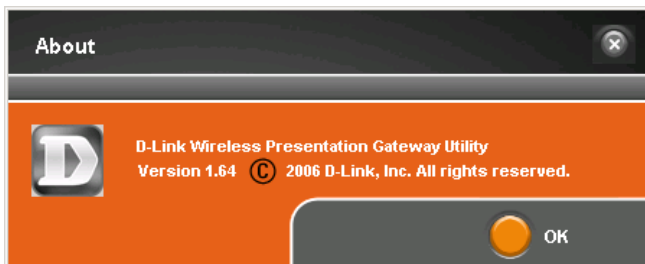 About
D-Link Wireless Presentation Gateway Utility
Version 1.64 © 2006 D-Link, Inc. All rights reserved.
OK